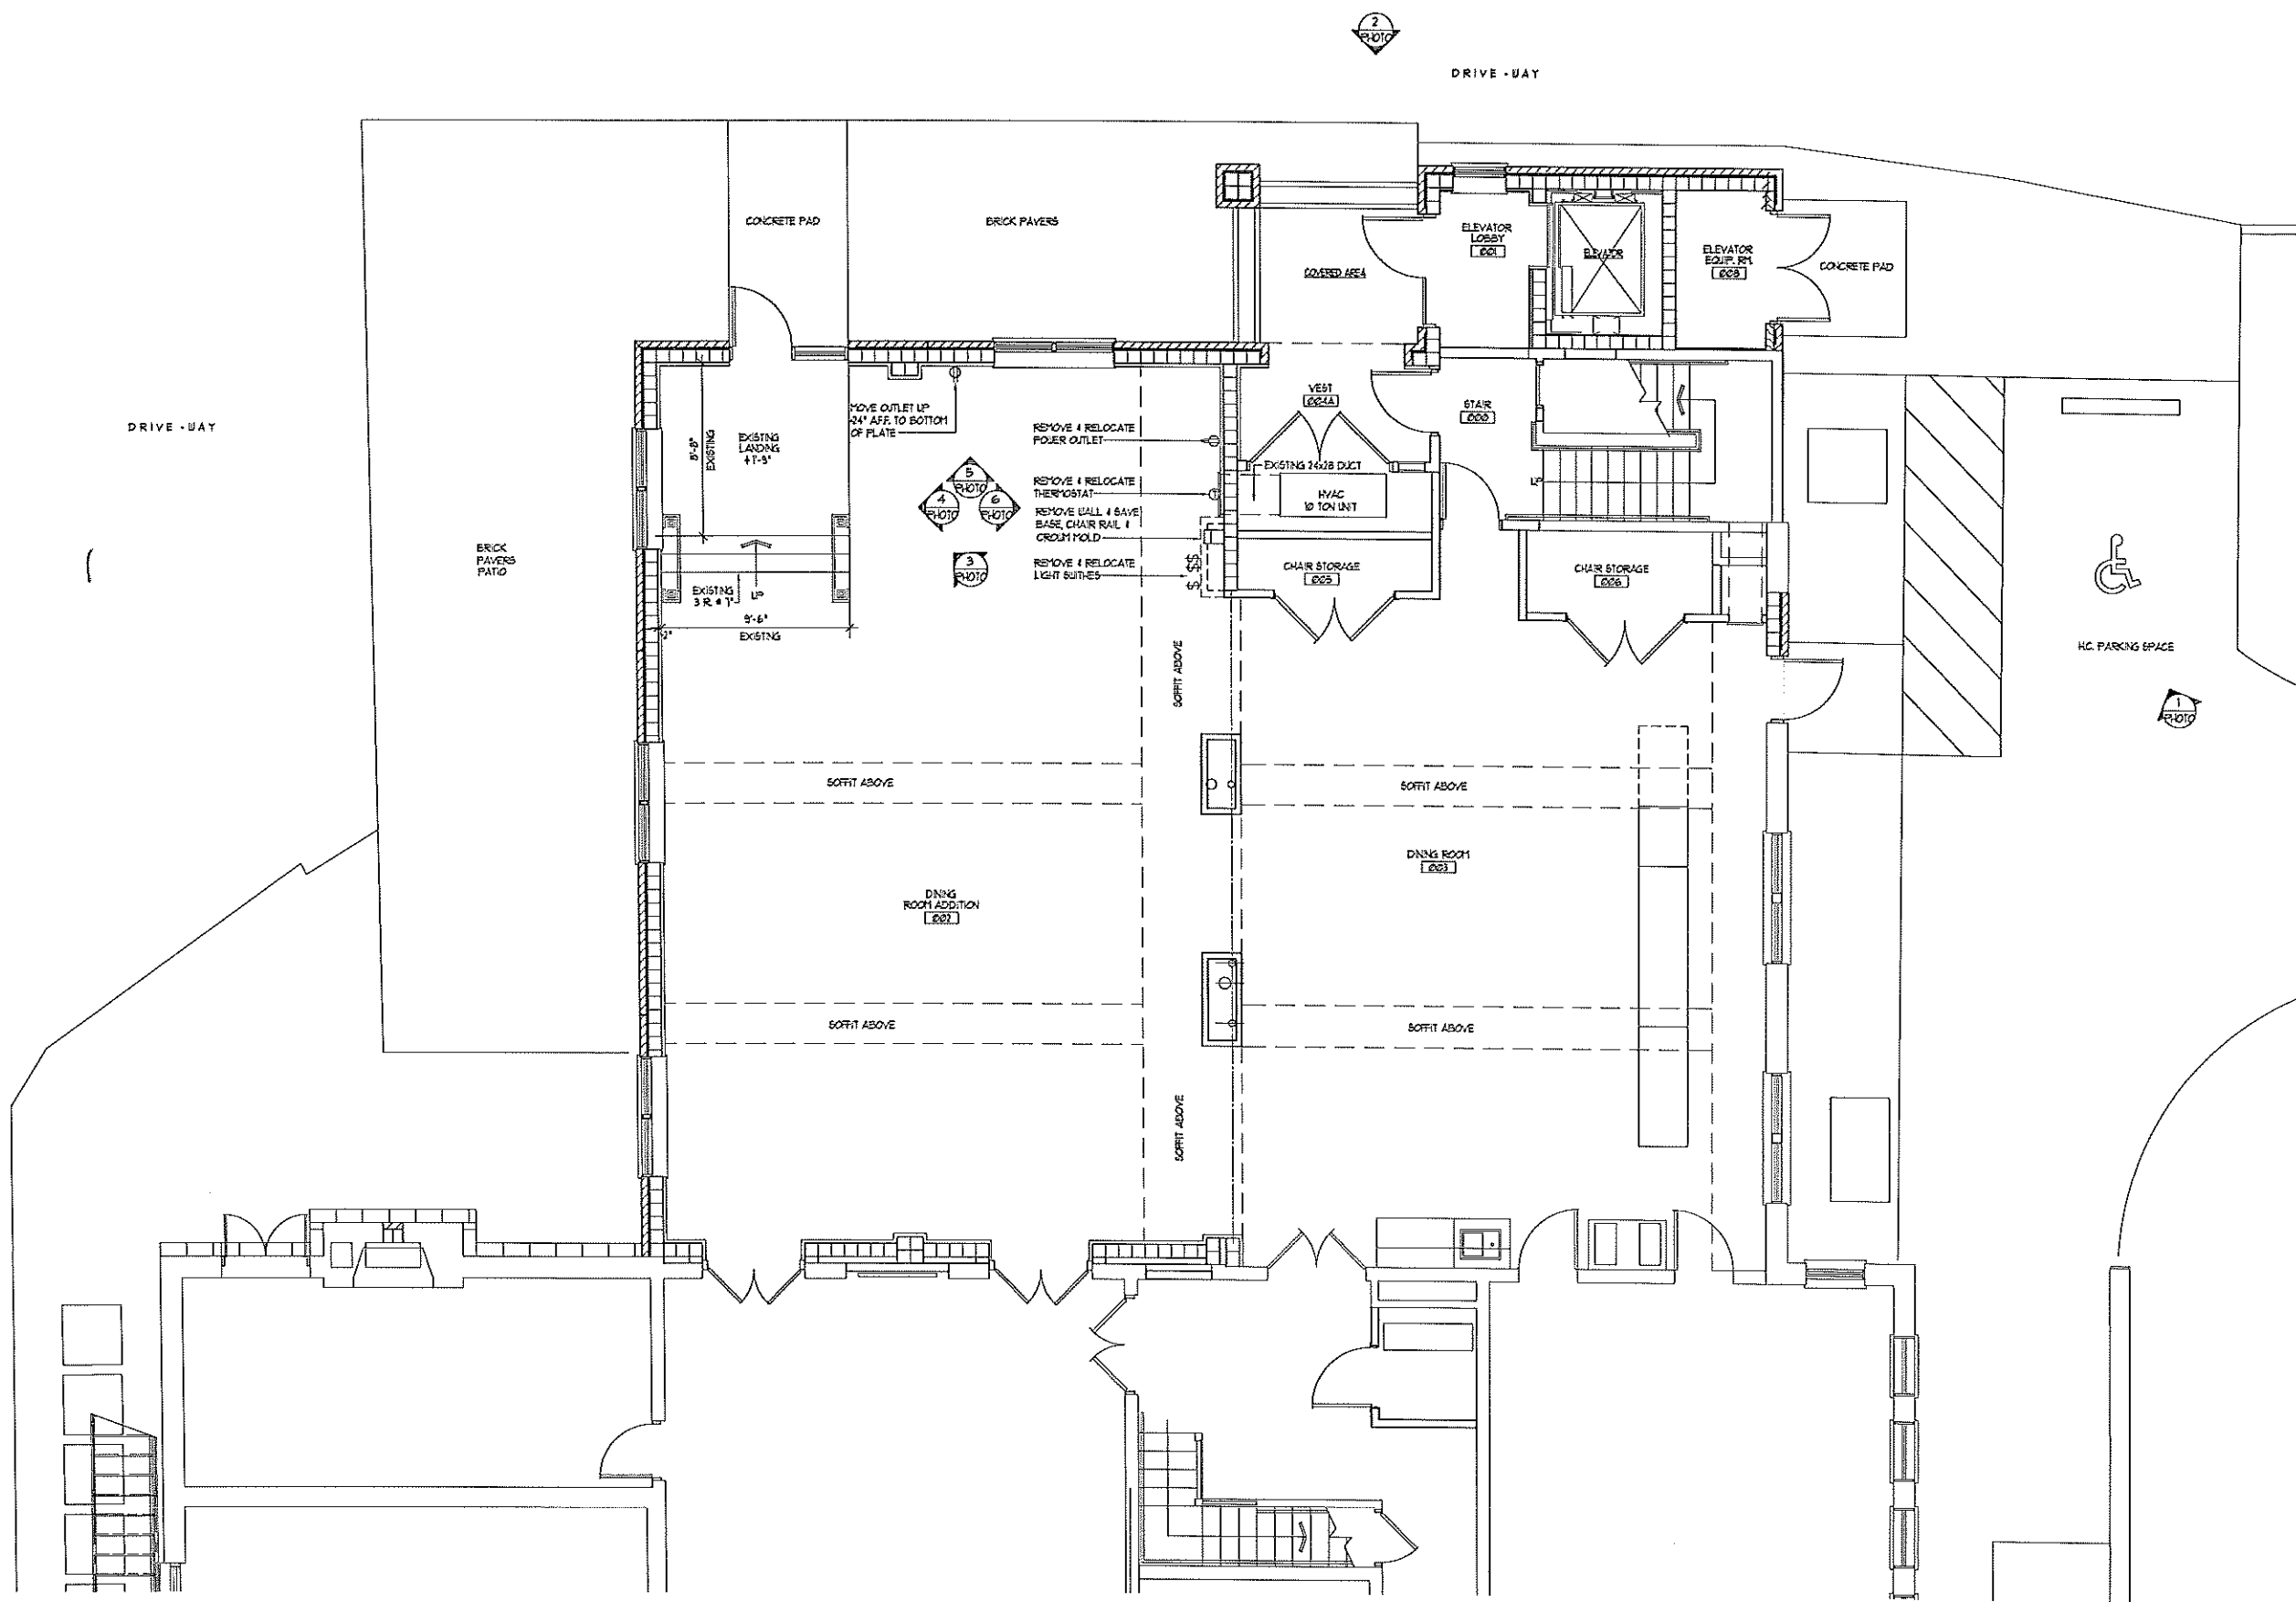 2
PHOTO
DRIVE-WAY
CONCRETE PAD
BRICK PAVERS
COVERED AREA
ELEVATOR
LOBBY
001
ELEVATOR
ELEVATOR
EQUIP. RM.
008
CONCRETE PAD
DRIVE-WAY
MOVE OUTLET UP
24" A.F.F. TO BOTTOM
OF PLATE
EXISTING
LANDING
+1'-9"
8'-8"
EXISTING
VEST
004A
STAIR
000
REMOVE & RELOCATE
POWER OUTLET
EXISTING 24x28 DUCT
REMOVE & RELOCATE
THERMOSTAT
HVAC
10 TON UNIT
UP
5
PHOTO
4
PHOTO
6
PHOTO
REMOVE WALL & SAVE
BASE, CHAIR RAIL &
CROWN MOLD
3
PHOTO
REMOVE & RELOCATE
LIGHT SWITHES
$ $$$
CHAIR STORAGE
005
CHAIR STORAGE
006
BRICK
PAVERS
PATIO
EXISTING
3 R @ 7"
UP
9'-6"
2"
EXISTING
H.C. PARKING SPACE
SOFFIT ABOVE
1
PHOTO
SOFFIT ABOVE
SOFFIT ABOVE
DINING ROOM
003
DINING
ROOM ADDITION
002
SOFFIT ABOVE
SOFFIT ABOVE
SOFFIT ABOVE